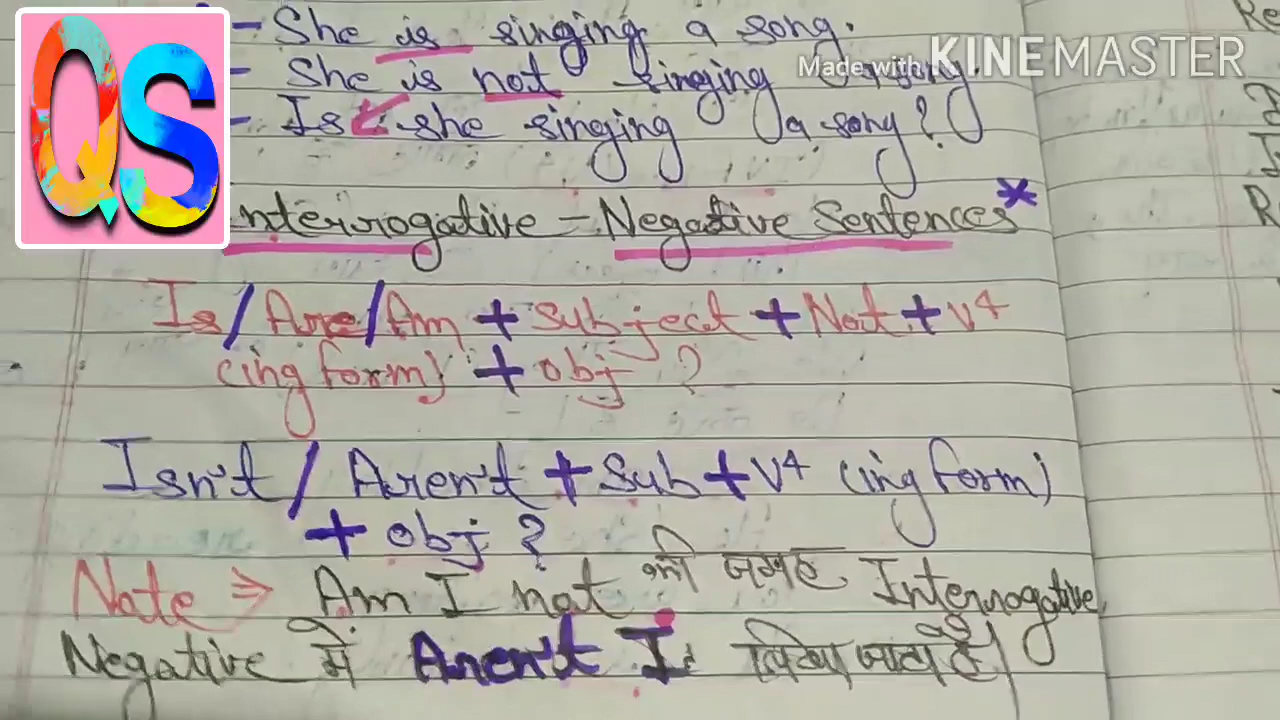 QS
- She is singing a song.
Made with KINEMASTER
- She is not singing a song.
- Is she singing a song?
Interrogative - Negative Sentences *
Is/Are/Am + Subject + Not + V4
(ing form) + obj ?
Isn't / Aren't + Sub + V4 (ing form)
+ obj ?
Note ⇒ Am I not की जगह Interrogative
Negative में Aren't I लिखा जाता है।
Re
R